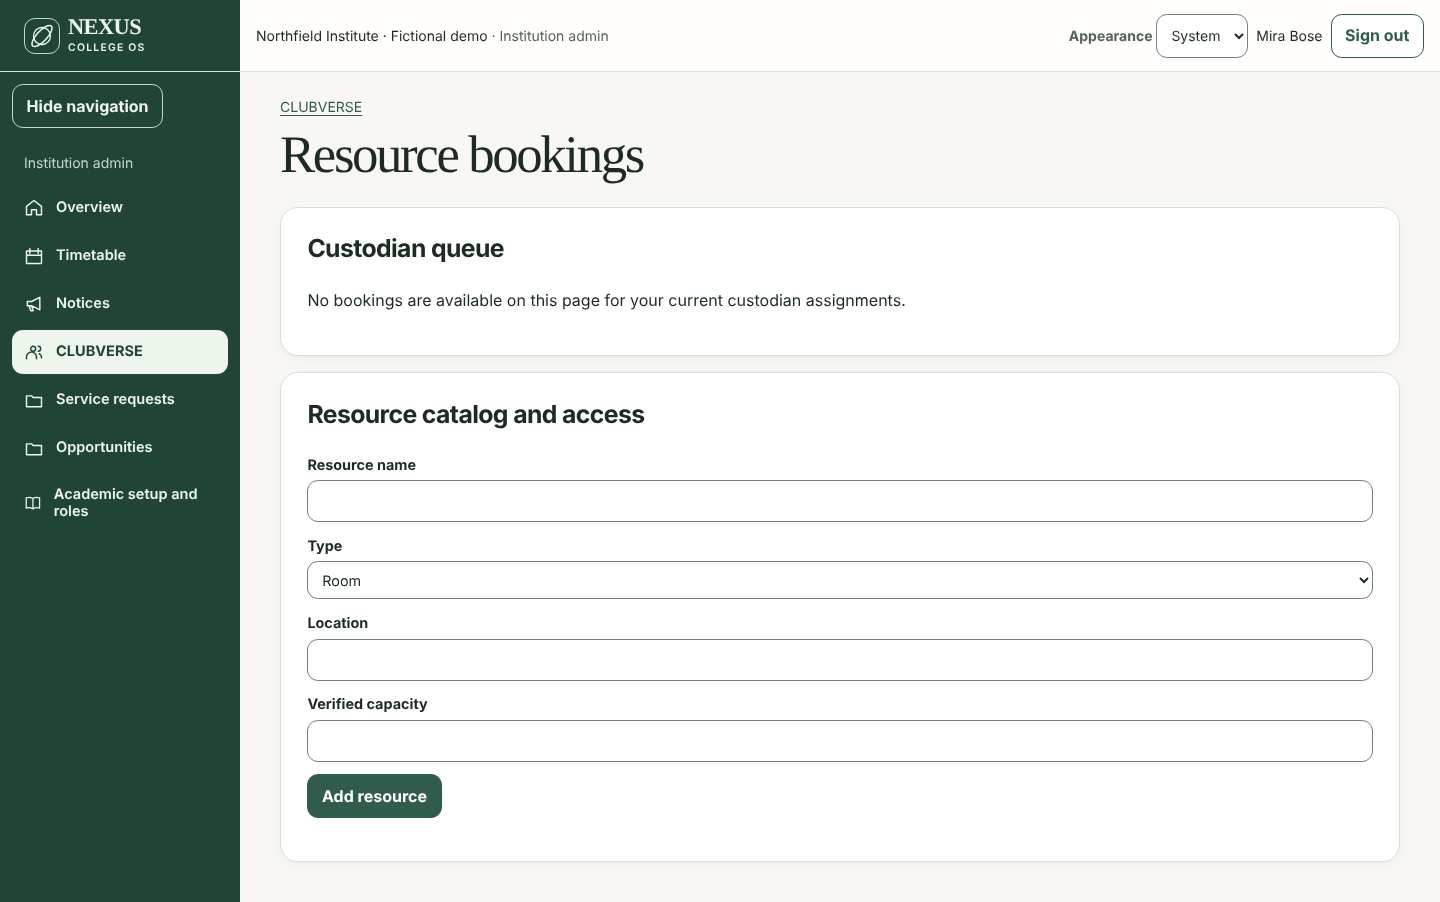 NEXUS
COLLEGE OS
Northfield Institute · Fictional demo · Institution admin
Appearance
System
Mira Bose
Sign out
Hide navigation
Institution admin
Overview
Timetable
Notices
CLUBVERSE
Service requests
Opportunities
Academic setup and
roles
CLUBVERSE
Resource bookings
Custodian queue
No bookings are available on this page for your current custodian assignments.
Resource catalog and access
Resource name
Type
Room
Location
Verified capacity
Add resource